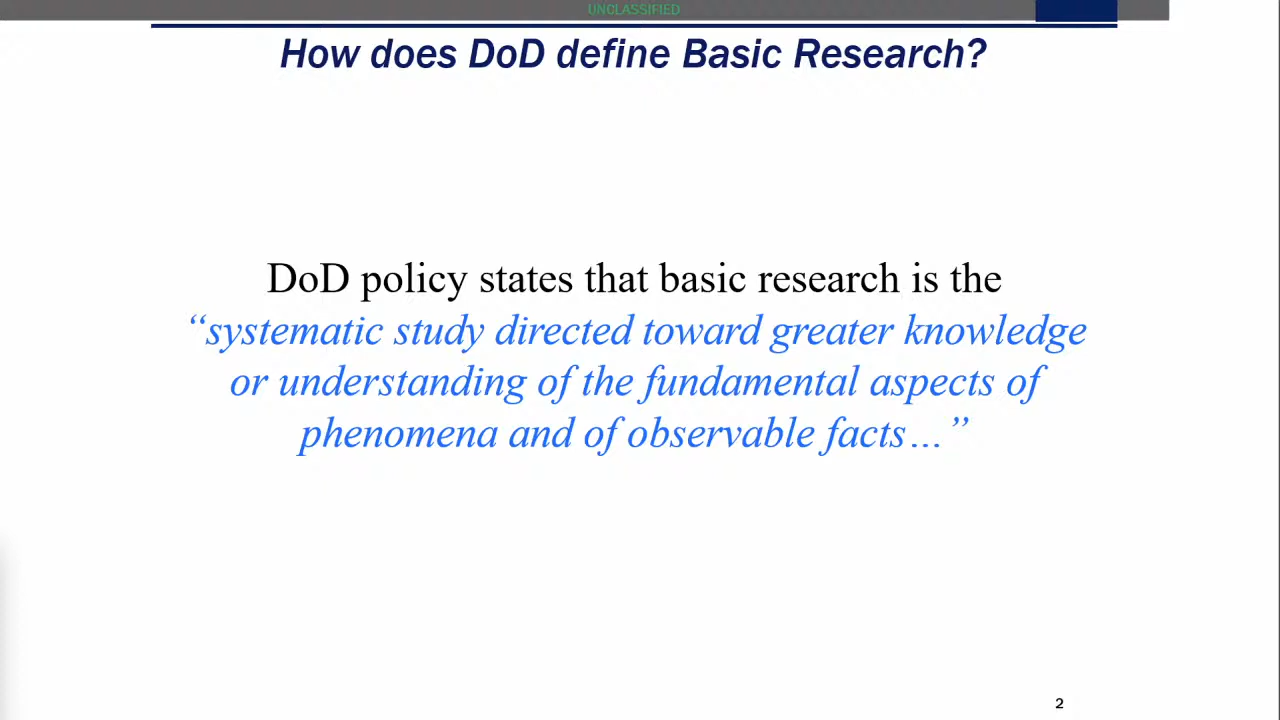 UNCLASSIFIED
How does DoD define Basic Research?
DoD policy states that basic research is the
“systematic study directed toward greater knowledge
or understanding of the fundamental aspects of
phenomena and of observable facts…”
2